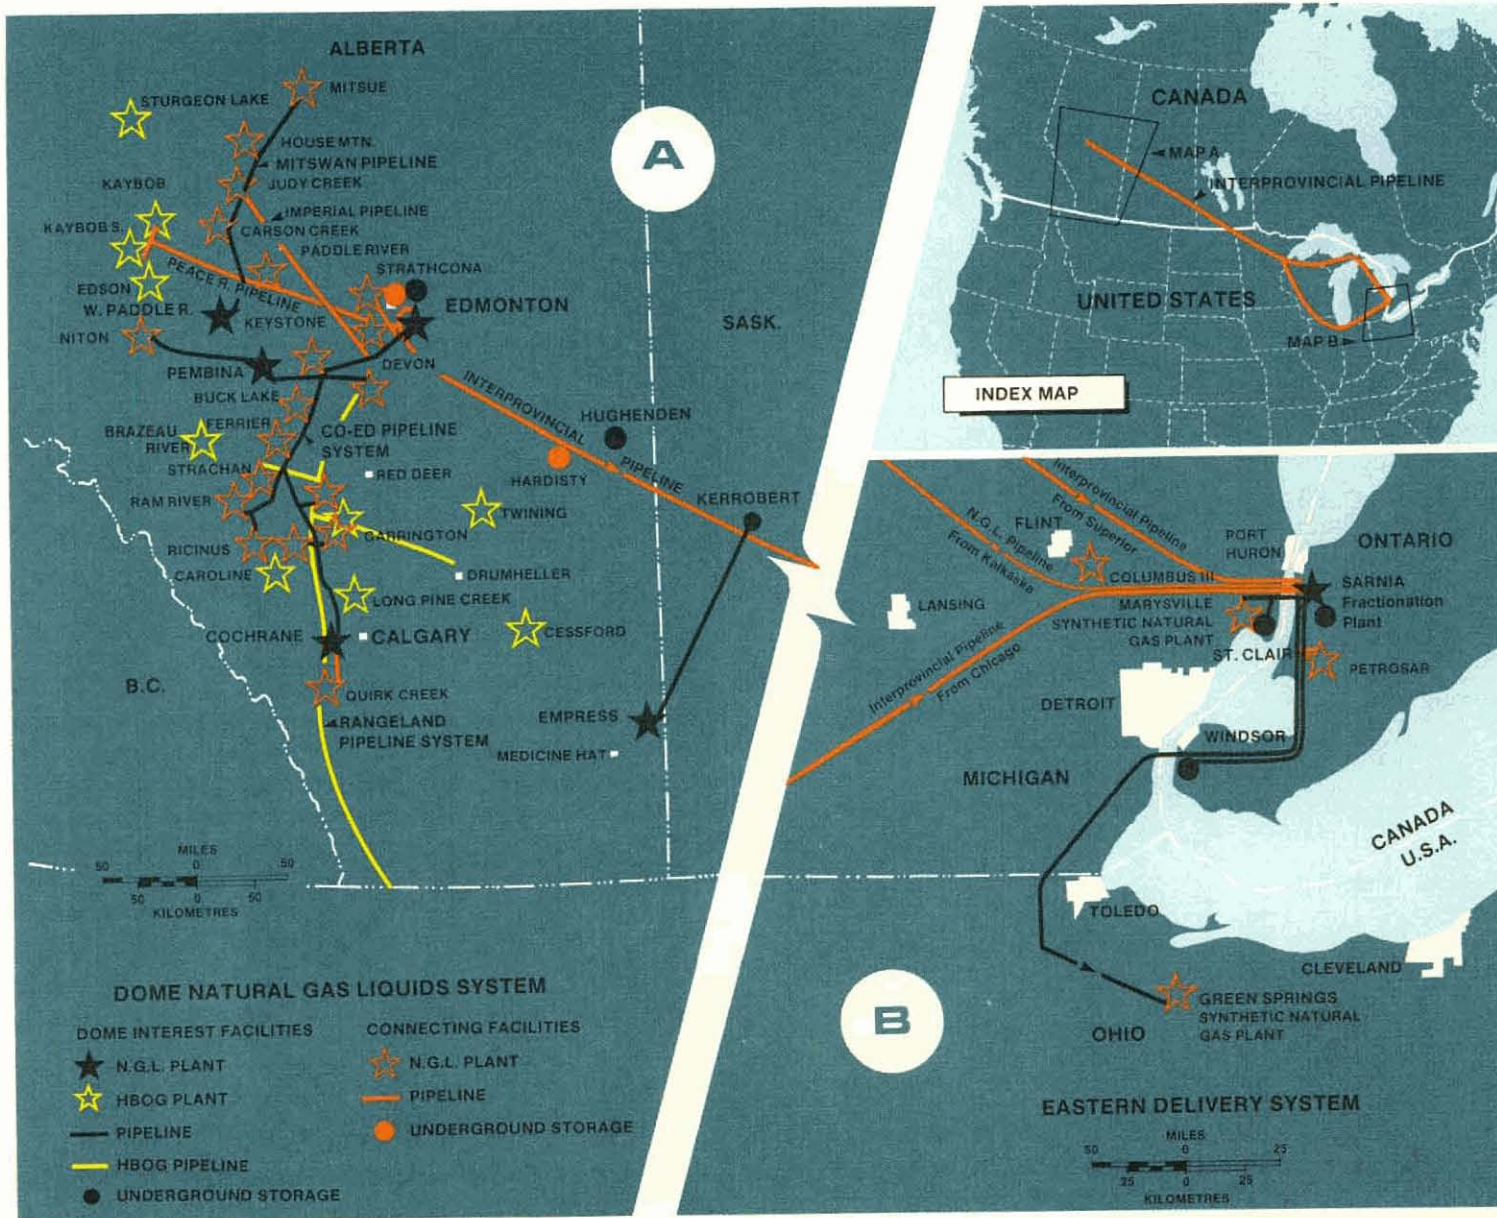 ALBERTA
MITSUE
STURGEON LAKE
HOUSE MTN.
MITSWAN PIPELINE
KAYBOB
JUDY CREEK
IMPERIAL PIPELINE
KAYBOB S.
CARSON CREEK
PADDLE RIVER
PEACE R. PIPELINE
STRATHCONA
EDSON
W. PADDLE R.
KEYSTONE
EDMONTON
NITON
PEMBINA
DEVON
BUCK LAKE
FERRIER
BRAZEAU
RIVER
CO-ED PIPELINE
SYSTEM
STRACHAN
RED DEER
RAM RIVER
RICINUS
GARRINGTON
TWINING
CAROLINE
DRUMHELLER
LONG PINE CREEK
COCHRANE
CALGARY
CESSFORD
B.C.
QUIRK CREEK
RANGELAND
PIPELINE SYSTEM
EMPRESS
MEDICINE HAT
INTERPROVINCIAL
PIPELINE
HUGHENDEN
HARDISTY
KERROBERT
SASK.
A
MILES
50 0 50
50 0 50
KILOMETRES
DOME NATURAL GAS LIQUIDS SYSTEM
DOME INTEREST FACILITIES
N.G.L. PLANT
HBOG PLANT
PIPELINE
HBOG PIPELINE
UNDERGROUND STORAGE
CONNECTING FACILITIES
N.G.L. PLANT
PIPELINE
UNDERGROUND STORAGE
CANADA
MAP A
INTERPROVINCIAL PIPELINE
UNITED STATES
MAP B
INDEX MAP
Interprovincial Pipeline
From Superior
N.G.L. Pipeline
From Kalkaska
FLINT
PORT
HURON
ONTARIO
COLUMBUS III
SARNIA
Fractionation
Plant
LANSING
MARYSVILLE
SYNTHETIC NATURAL
GAS PLANT
ST. CLAIR
PETROSAR
Interprovincial Pipeline
From Chicago
DETROIT
WINDSOR
MICHIGAN
CANADA
U.S.A.
TOLEDO
CLEVELAND
GREEN SPRINGS
SYNTHETIC NATURAL
GAS PLANT
OHIO
B
EASTERN DELIVERY SYSTEM
MILES
50 0 25
25 0 25
KILOMETRES